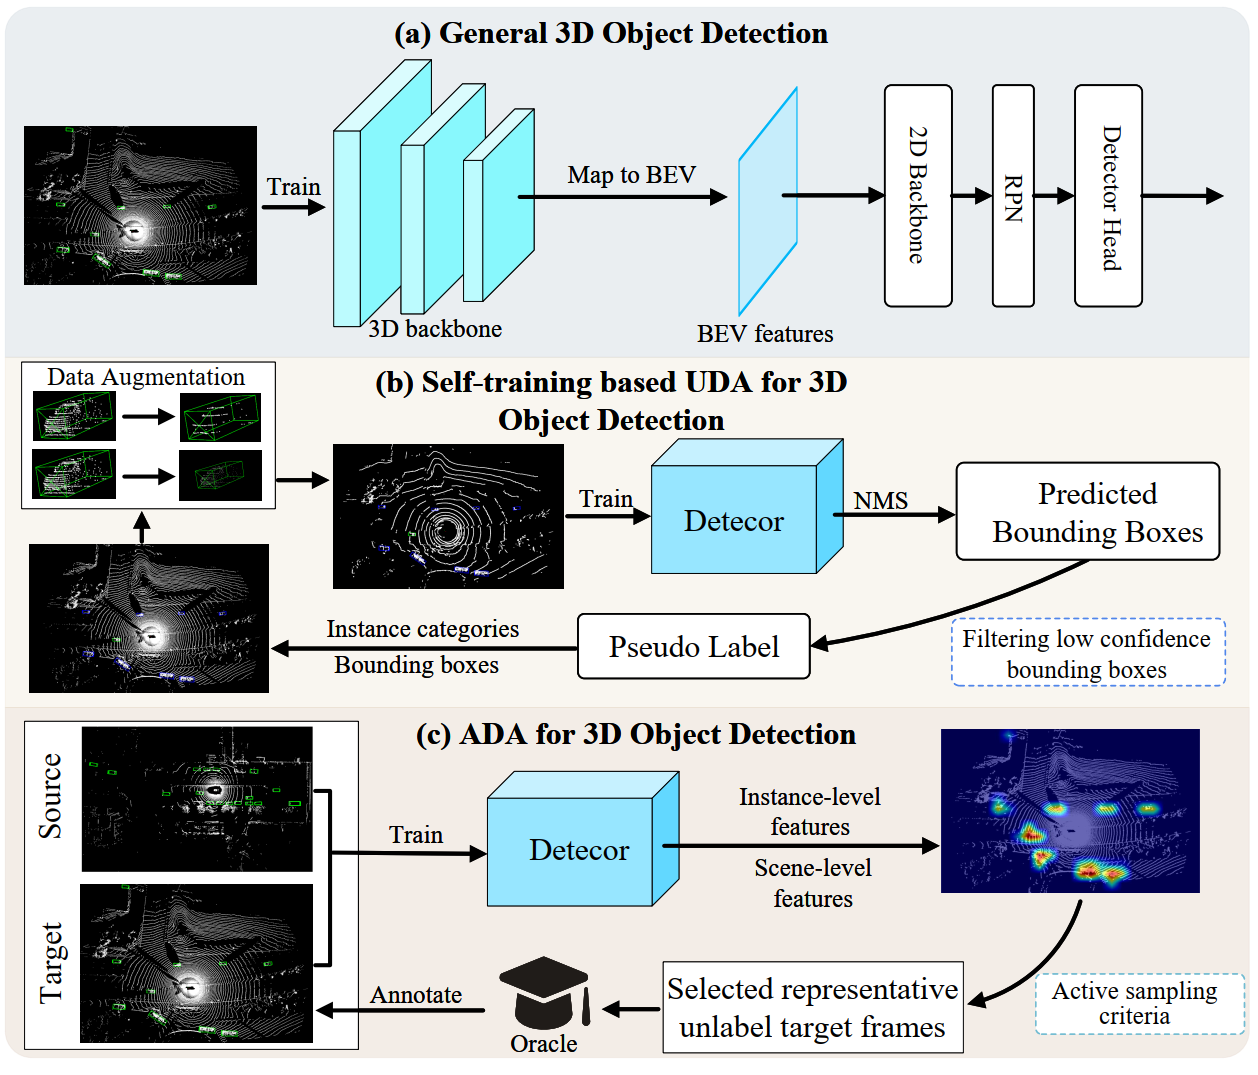 (a) General 3D Object Detection
Train
Map to BEV
3D backbone
BEV features
2D Backbone
RPN
Detector Head
Data Augmentation
(b) Self-training based UDA for 3D
Object Detection
Train
Detecor
NMS
Predicted
Bounding Boxes
Instance categories
Bounding boxes
Pseudo Label
Filtering low confidence
bounding boxes
(c) ADA for 3D Object Detection
Source
Target
Train
Detecor
Instance-level
features
Scene-level
features
Annotate
Oracle
Selected representative
unlabel target frames
Active sampling
criteria